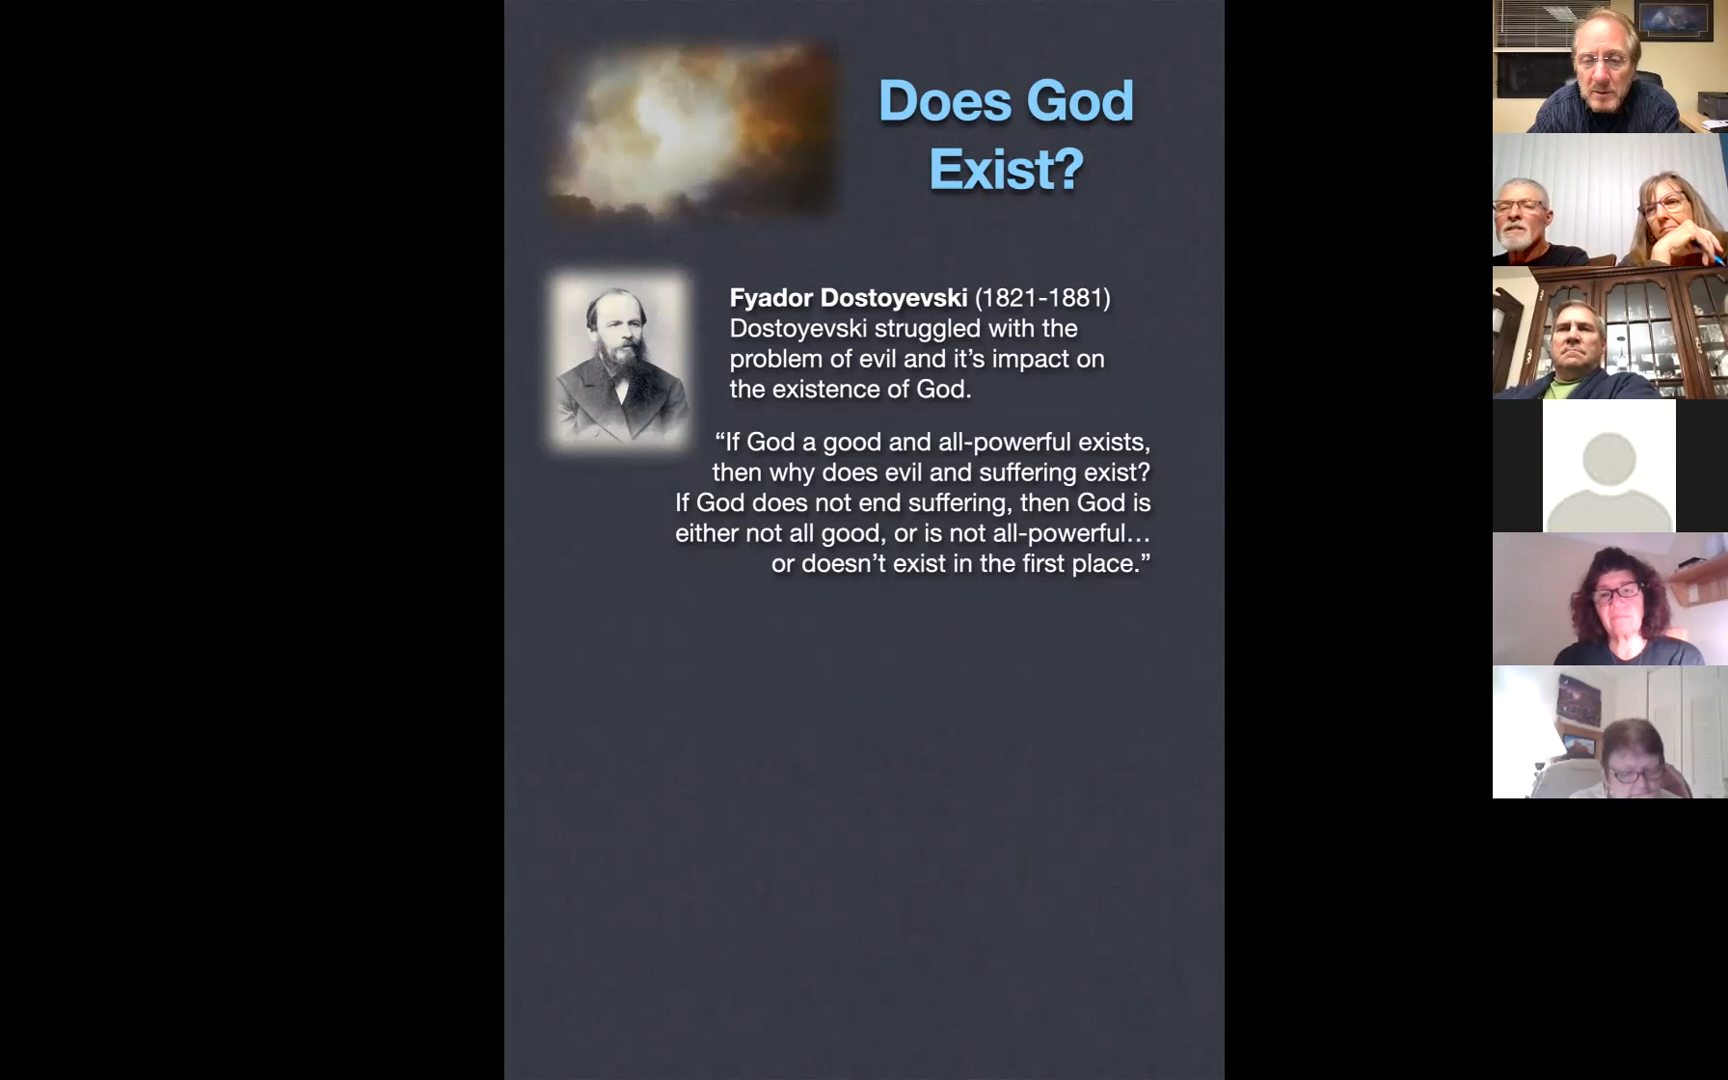 Does God
Exist?
Fyador Dostoyevski (1821-1881)
Dostoyevski struggled with the
problem of evil and it’s impact on
the existence of God.
“If God a good and all-powerful exists,
then why does evil and suffering exist?
If God does not end suffering, then God is
either not all good, or is not all-powerful…
or doesn’t exist in the first place.”